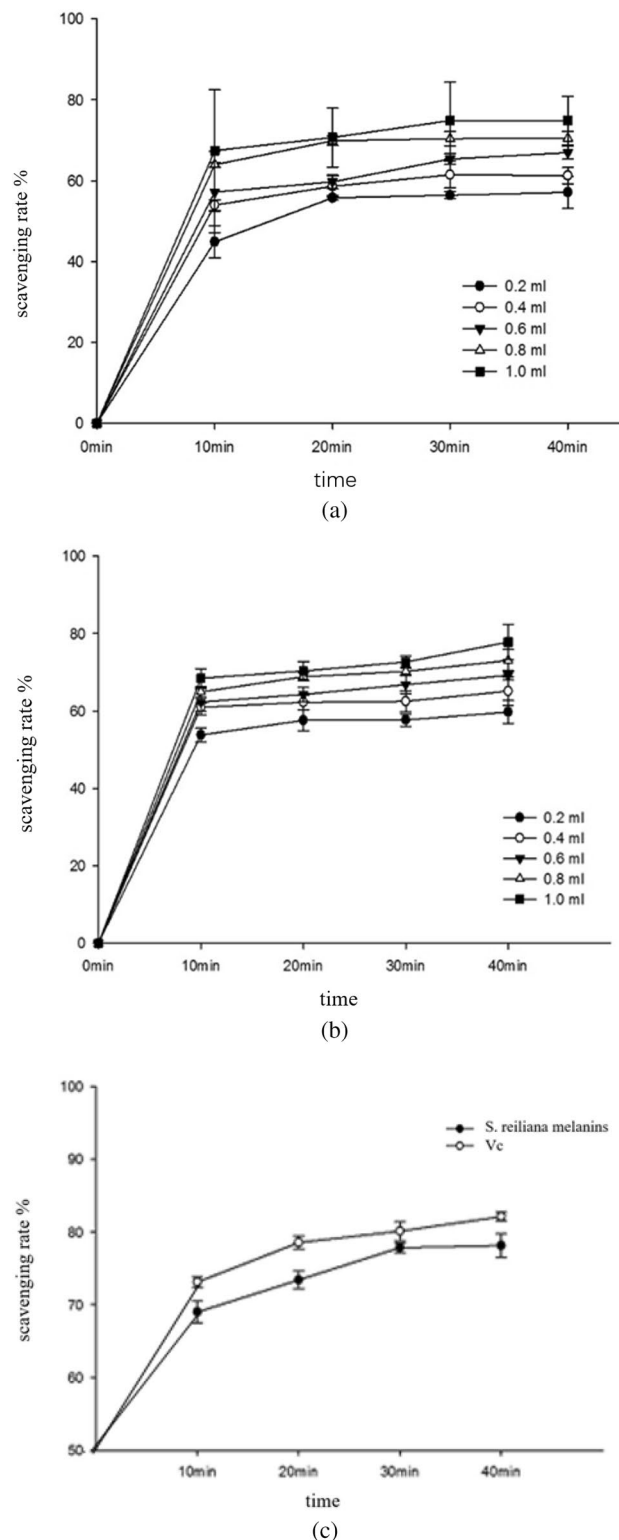 100
80
60
40
20
0
scavenging rate %
0.2 ml
0.4 ml
0.6 ml
0.8 ml
1.0 ml
0min 10min 20min 30min 40min
time
(a)
100
80
60
40
20
0
scavenging rate %
0.2 ml
0.4 ml
0.6 ml
0.8 ml
1.0 ml
0min 10min 20min 30min 40min
time
(b)
100
90
80
70
60
50
scavenging rate %
S. reiliana melanins
Vc
10min 20min 30min 40min
time
(c)